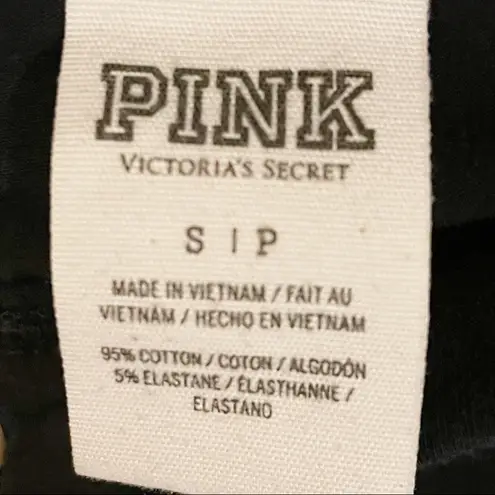 PINK
VICTORIA'S SECRET
S | P
MADE IN VIETNAM / FAIT AU
VIETNAM / HECHO EN VIETNAM
95% COTTON / COTON / ALGODÓN
5% ELASTANE / ÉLASTHANNE /
ELASTANO